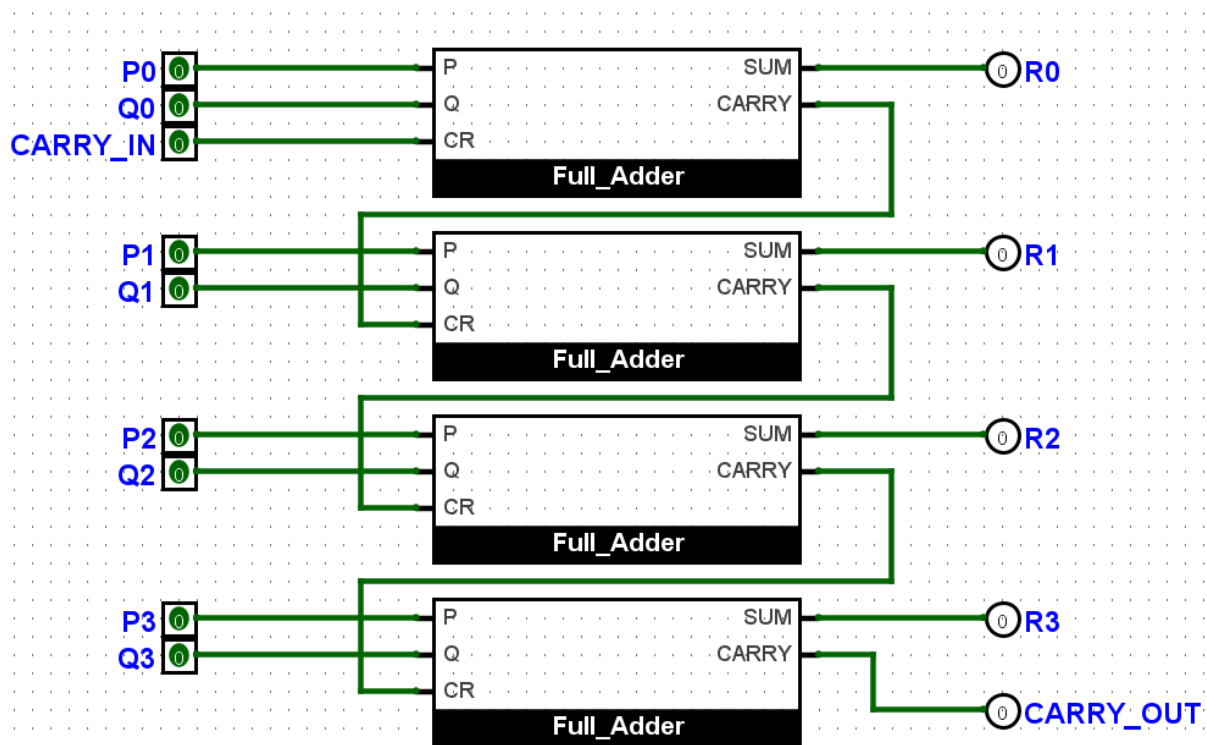 P0 0 P SUM 0 R0
Q0 0 Q CARRY
CARRY_IN 0 CR
Full_Adder
P1 0 P SUM 0 R1
Q1 0 Q CARRY
CR
Full_Adder
P2 0 P SUM 0 R2
Q2 0 Q CARRY
CR
Full_Adder
P3 0 P SUM 0 R3
Q3 0 Q CARRY
CR
0 CARRY_OUT
Full_Adder